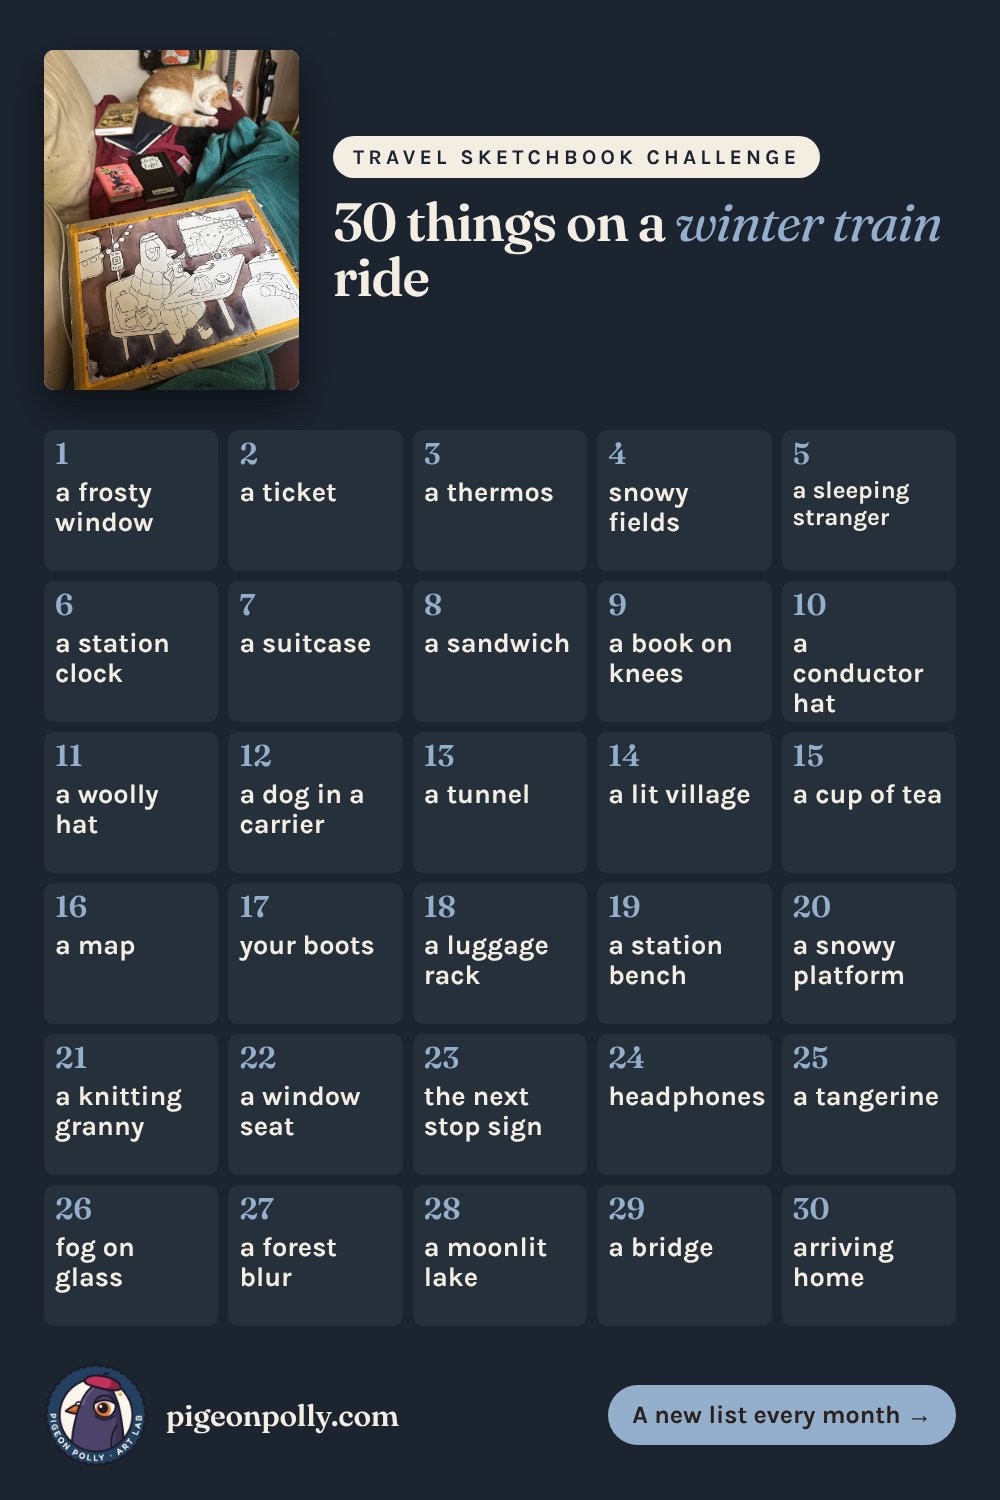 TRAVEL SKETCHBOOK CHALLENGE
30 things on a winter train
ride
1
a frosty
window
2
a ticket
3
a thermos
4
snowy
fields
5
a sleeping
stranger
6
a station
clock
7
a suitcase
8
a sandwich
9
a book on
knees
10
a
conductor
hat
11
a woolly
hat
12
a dog in a
carrier
13
a tunnel
14
a lit village
15
a cup of tea
16
a map
17
your boots
18
a luggage
rack
19
a station
bench
20
a snowy
platform
21
a knitting
granny
22
a window
seat
23
the next
stop sign
24
headphones
25
a tangerine
26
fog on
glass
27
a forest
blur
28
a moonlit
lake
29
a bridge
30
arriving
home
PIGEON POLLY · ART LAB
pigeonpolly.com
A new list every month →